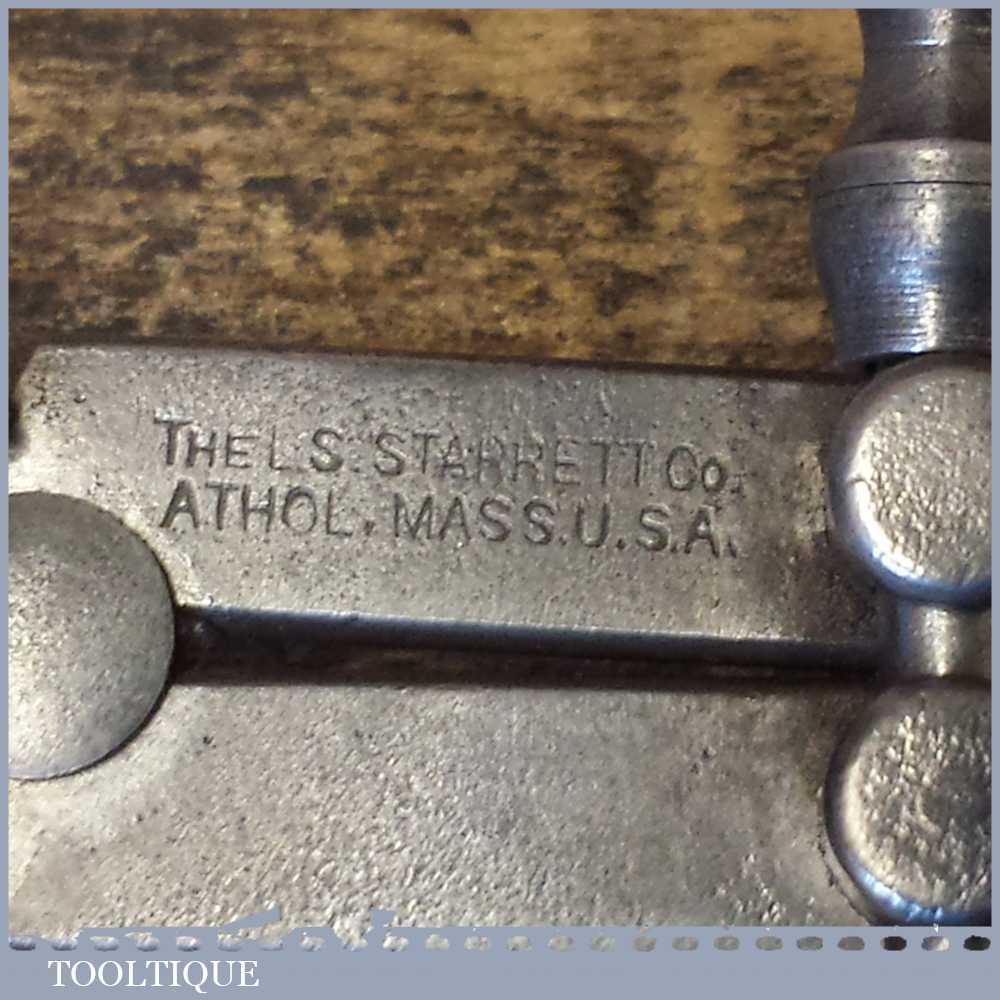 THE L.S. STARRETT CO.
ATHOL, MASS.U.S.A.
TOOLTIQUE